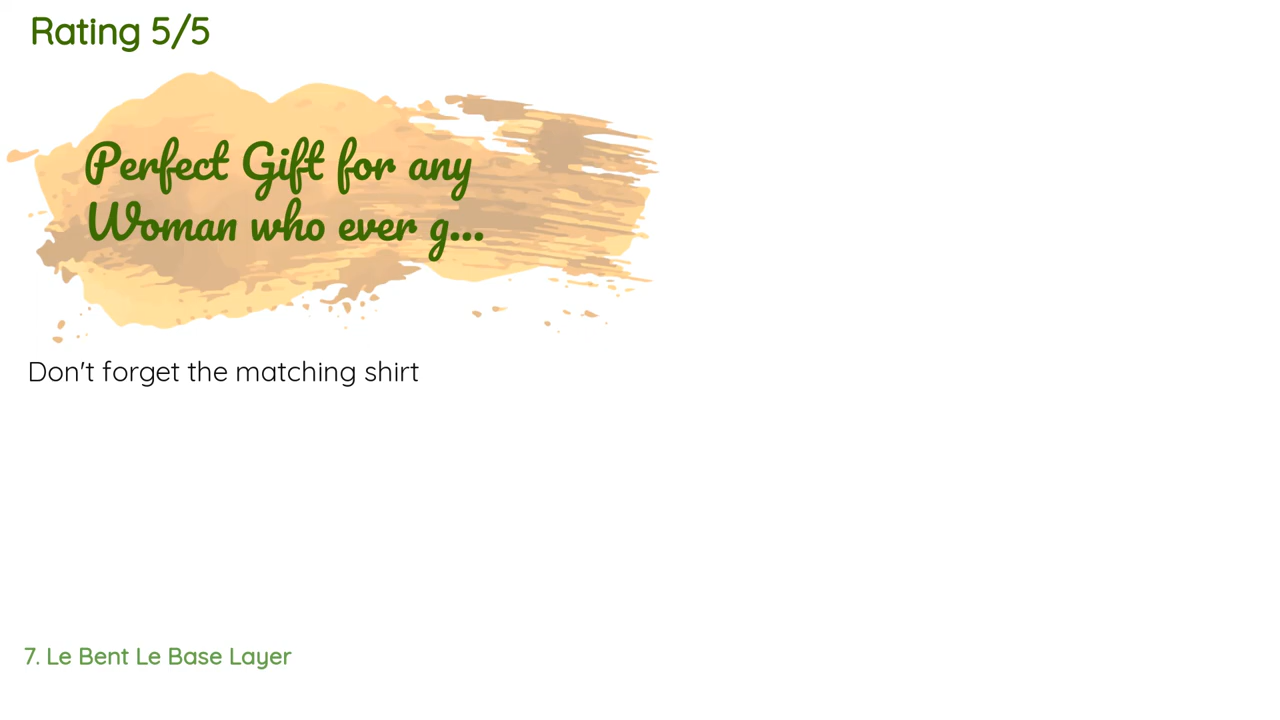 Rating 5/5
Perfect Gift for any
Woman who ever g...
Don't forget the matching shirt
7. Le Bent Le Base Layer